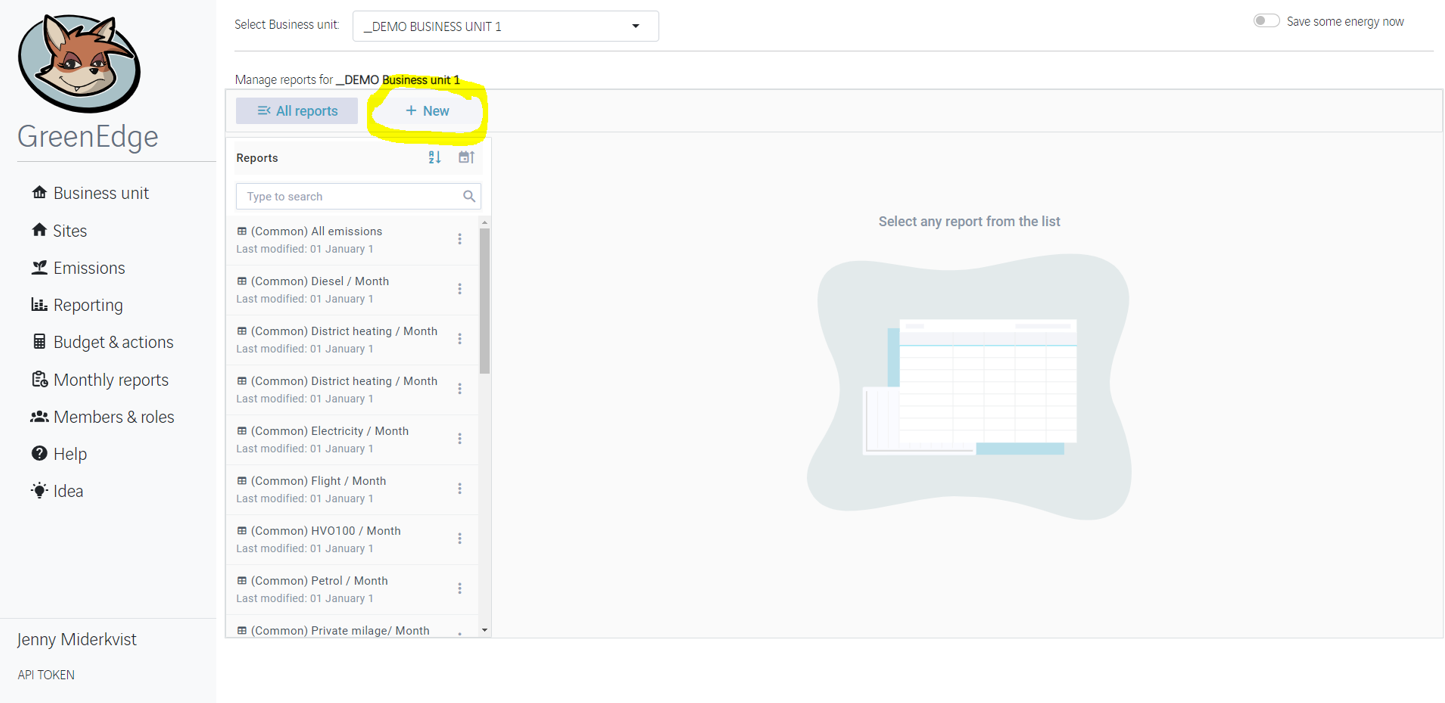 GreenEdge
Business unit
Sites
Emissions
Reporting
Budget & actions
Monthly reports
Members & roles
Help
Idea
Jenny Miderkvist
API TOKEN
Select Business unit: __DEMO BUSINESS UNIT 1
Save some energy now
Manage reports for __DEMO Business unit 1
All reports + New
Reports
Type to search
(Common) All emissions
Last modified: 01 January 1
(Common) Diesel / Month
Last modified: 01 January 1
(Common) District heating / Month
Last modified: 01 January 1
(Common) District heating / Month
Last modified: 01 January 1
(Common) Electricity / Month
Last modified: 01 January 1
(Common) Flight / Month
Last modified: 01 January 1
(Common) HVO100 / Month
Last modified: 01 January 1
(Common) Petrol / Month
Last modified: 01 January 1
(Common) Private milage/ Month
Select any report from the list